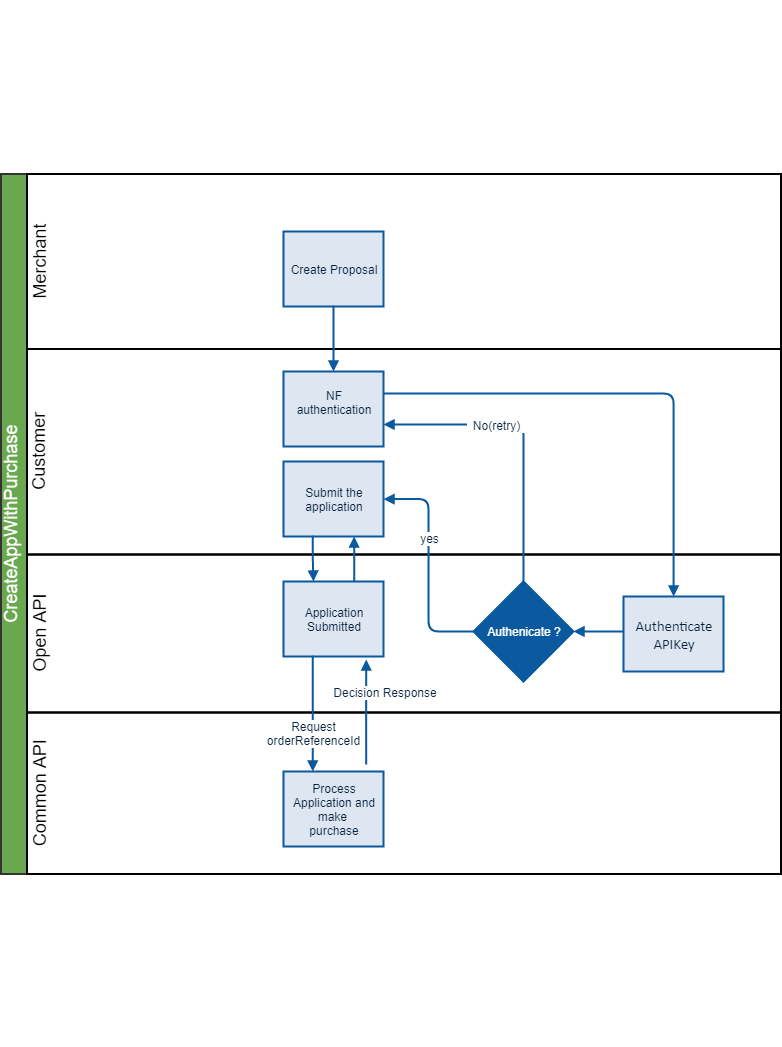 CreateAppWithPurchase
Merchant
Create Proposal
Customer
NF
authentication
No(retry)
Submit the
application
yes
Open API
Application
Submitted
Authenicate ?
Authenticate
APIKey
Decision Response
Common API
Request
orderReferenceId
Process
Application and
make
purchase